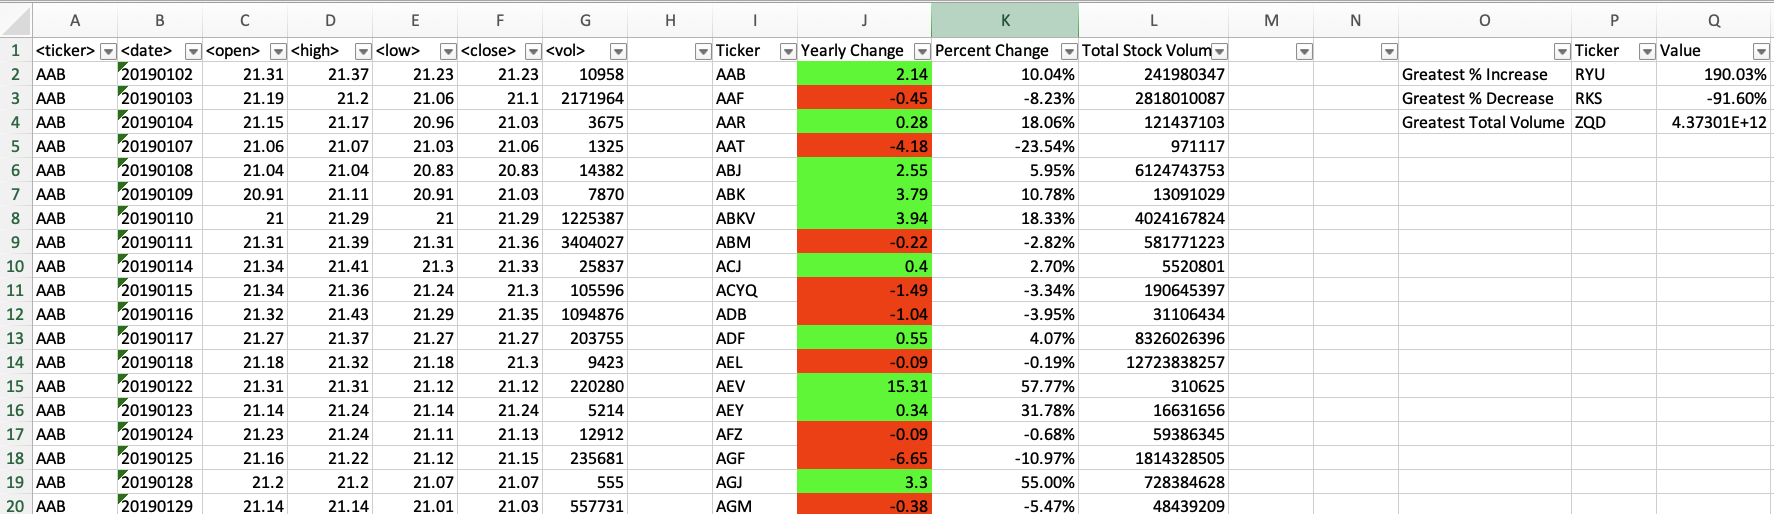 A B C D E F G H I J K L M N O P Q
1 <ticker> <date> <open> <high> <low> <close> <vol> Ticker Yearly Change Percent Change Total Stock Volum Ticker Value
2 AAB 20190102 21.31 21.37 21.23 21.23 10958 AAB 2.14 10.04% 241980347 Greatest % Increase RYU 190.03%
3 AAB 20190103 21.19 21.2 21.06 21.1 2171964 AAF -0.45 -8.23% 2818010087 Greatest % Decrease RKS -91.60%
4 AAB 20190104 21.15 21.17 20.96 21.03 3675 AAR 0.28 18.06% 121437103 Greatest Total Volume ZQD 4.37301E+12
5 AAB 20190107 21.06 21.07 21.03 21.06 1325 AAT -4.18 -23.54% 971117
6 AAB 20190108 21.04 21.04 20.83 20.83 14382 ABJ 2.55 5.95% 6124743753
7 AAB 20190109 20.91 21.11 20.91 21.03 7870 ABK 3.79 10.78% 13091029
8 AAB 20190110 21 21.29 21 21.29 1225387 ABKV 3.94 18.33% 4024167824
9 AAB 20190111 21.31 21.39 21.31 21.36 3404027 ABM -0.22 -2.82% 581771223
10 AAB 20190114 21.34 21.41 21.3 21.33 25837 ACJ 0.4 2.70% 5520801
11 AAB 20190115 21.34 21.36 21.24 21.3 105596 ACYQ -1.49 -3.34% 190645397
12 AAB 20190116 21.32 21.43 21.29 21.35 1094876 ADB -1.04 -3.95% 31106434
13 AAB 20190117 21.27 21.37 21.27 21.27 203755 ADF 0.55 4.07% 8326026396
14 AAB 20190118 21.18 21.32 21.18 21.3 9423 AEL -0.09 -0.19% 12723838257
15 AAB 20190122 21.31 21.31 21.12 21.12 220280 AEV 15.31 57.77% 310625
16 AAB 20190123 21.14 21.24 21.14 21.24 5214 AEY 0.34 31.78% 16631656
17 AAB 20190124 21.23 21.24 21.11 21.13 12912 AFZ -0.09 -0.68% 59386345
18 AAB 20190125 21.16 21.22 21.12 21.15 235681 AGF -6.65 -10.97% 1814328505
19 AAB 20190128 21.2 21.2 21.07 21.07 555 AGJ 3.3 55.00% 728384628
20 AAB 20190129 21.14 21.14 21.01 21.03 557731 AGM -0.38 -5.47% 48439209